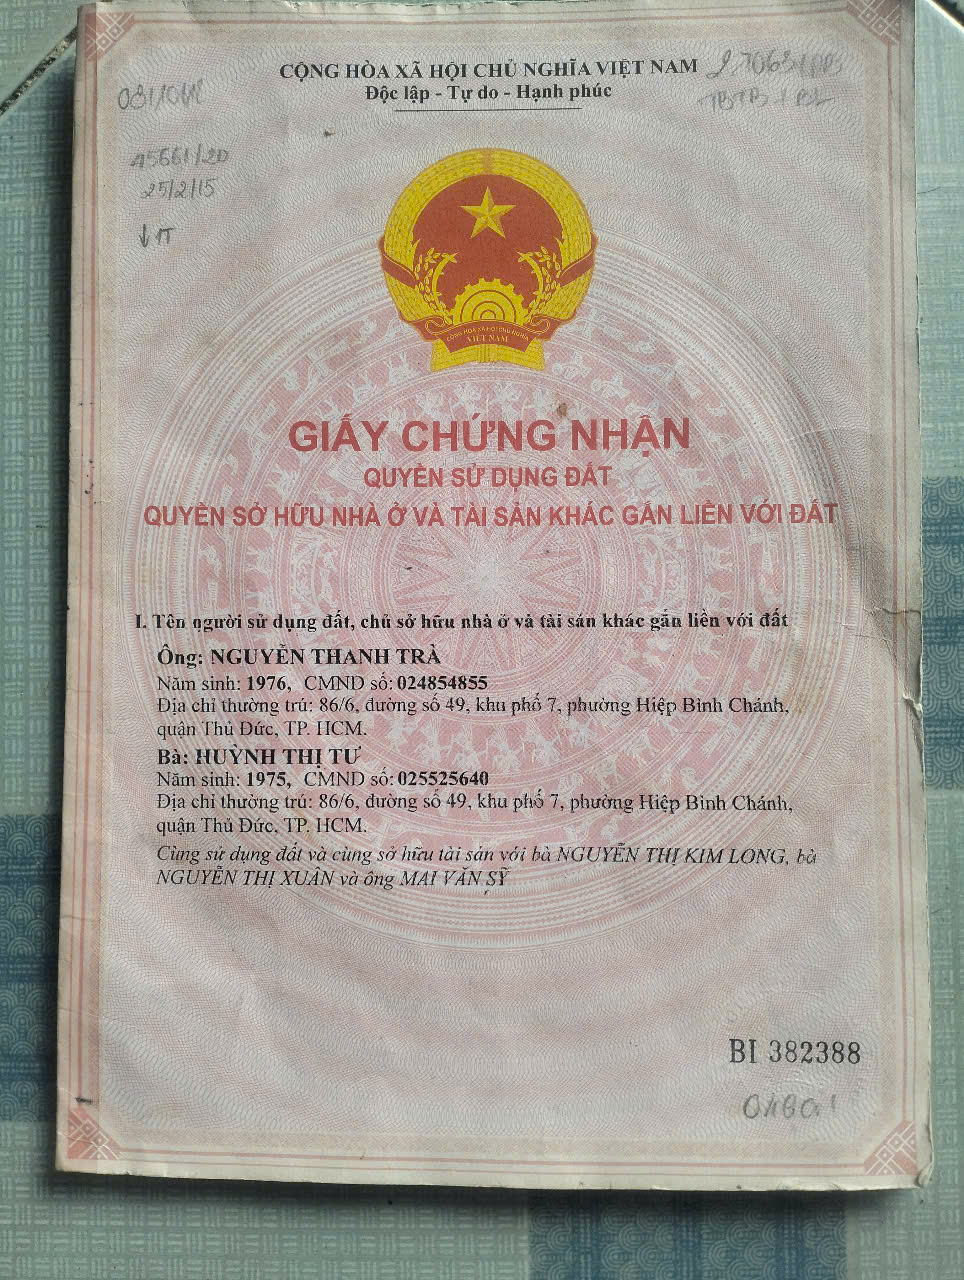 CỘNG HÒA XÃ HỘI CHỦ NGHĨA VIỆT NAM
Độc lập - Tự do - Hạnh phúc
45661/20
25/2/15
VIỆT NAM
GIẤY CHỨNG NHẬN
QUYỀN SỬ DỤNG ĐẤT
QUYỀN SỞ HỮU NHÀ Ở VÀ TÀI SẢN KHÁC GẮN LIỀN VỚI ĐẤT
I. Tên người sử dụng đất, chủ sở hữu nhà ở và tài sản khác gắn liền với đất
Ông: NGUYỄN THANH TRÀ
Năm sinh: 1976, CMND số: 024854855
Địa chỉ thường trú: 86/6, đường số 49, khu phố 7, phường Hiệp Bình Chánh,
quận Thủ Đức, TP. HCM.
Bà: HUỲNH THỊ TƯ
Năm sinh: 1975, CMND số: 025525640
Địa chỉ thường trú: 86/6, đường số 49, khu phố 7, phường Hiệp Bình Chánh,
quận Thủ Đức, TP. HCM.
Cùng sử dụng đất và cùng sở hữu tài sản với bà NGUYỄN THỊ KIM LONG, bà
NGUYỄN THỊ XUÂN và ông MAI VĂN SỸ
BI 382388